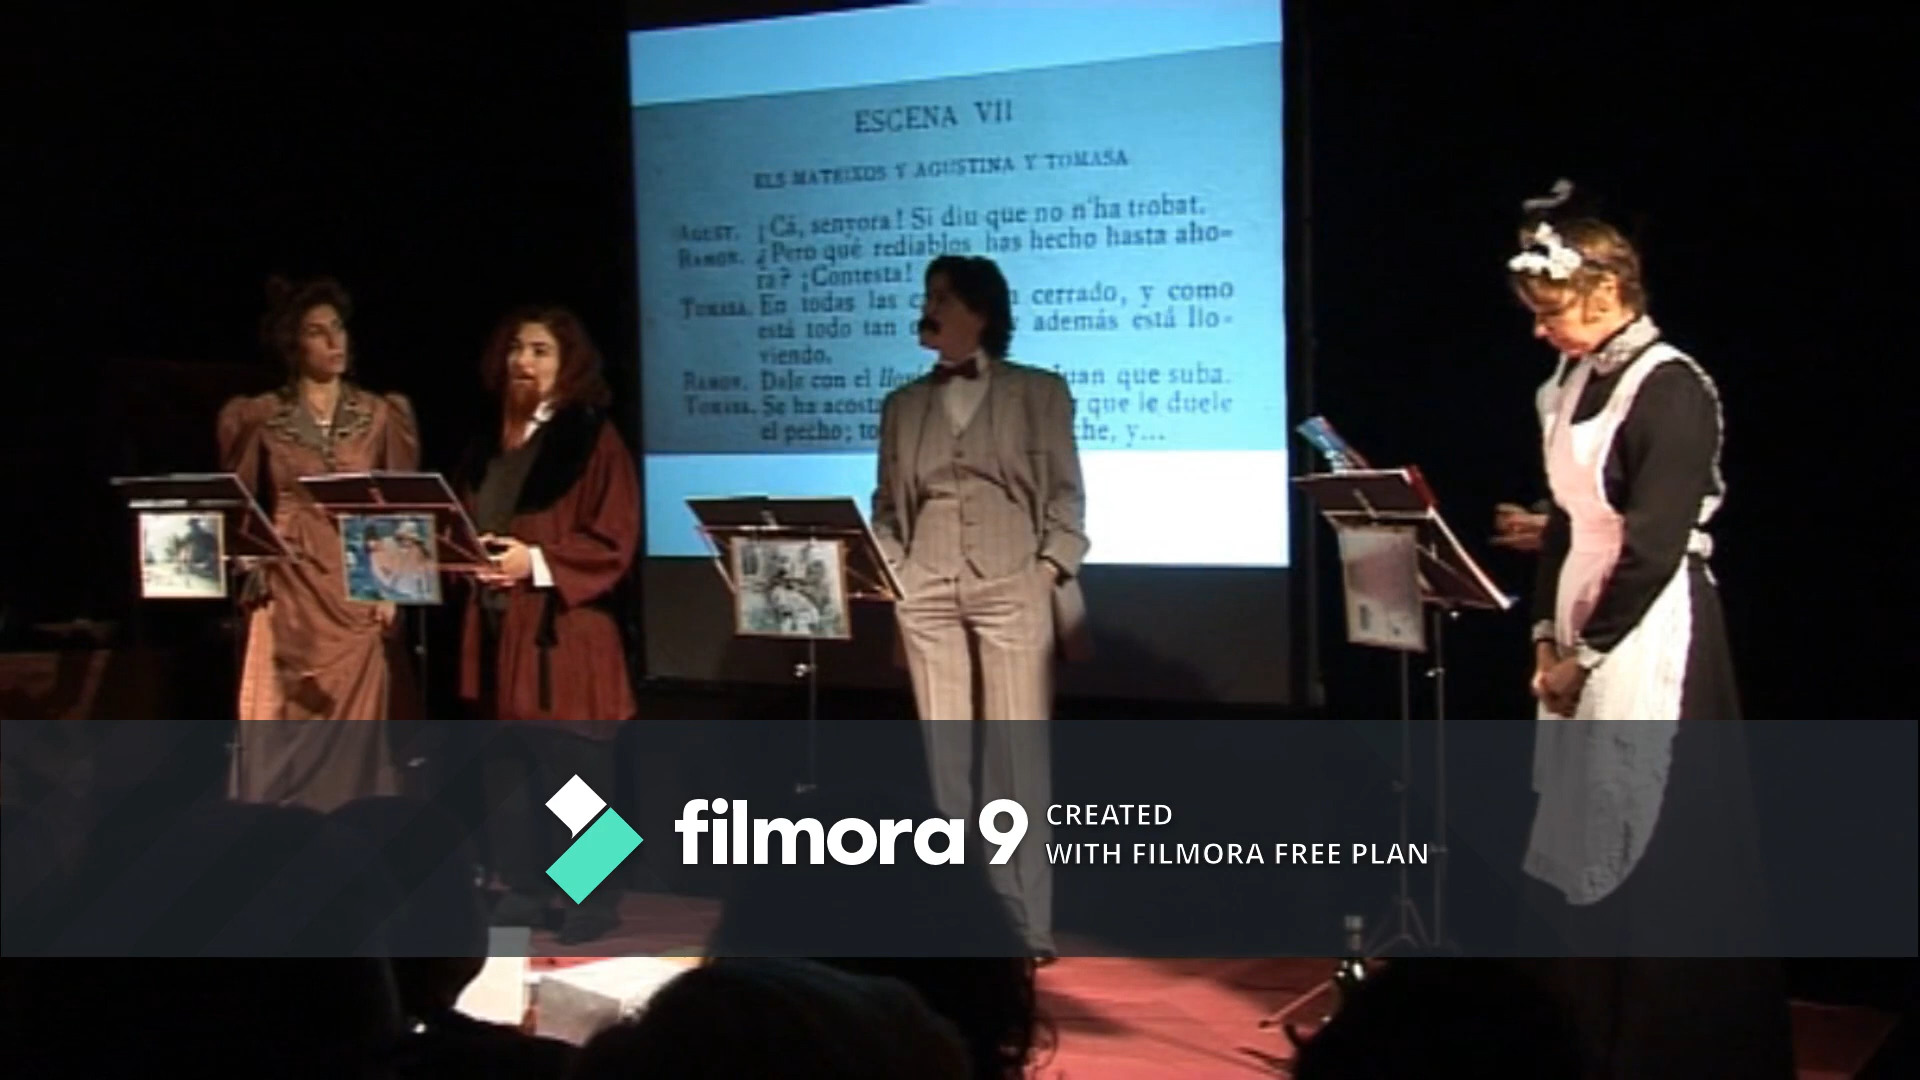 ESCENA VII
ELS MATEIXOS Y AGUSTINA Y TOMASA
AGUST. ¡Cá, senyora! Si diu que no n'ha trobat.
RAMON. ¿Pero qué rediablos has hecho hasta aho-
ra? ¡Contesta!
TOMASA. En todas las cerrado, y como
está todo tan y además está llo-
viendo.
RAMON. Dale con el Juan que suba.
TOMASA. Se ha que le duele
el pecho; y...
filmora9
CREATED
WITH FILMORA FREE PLAN